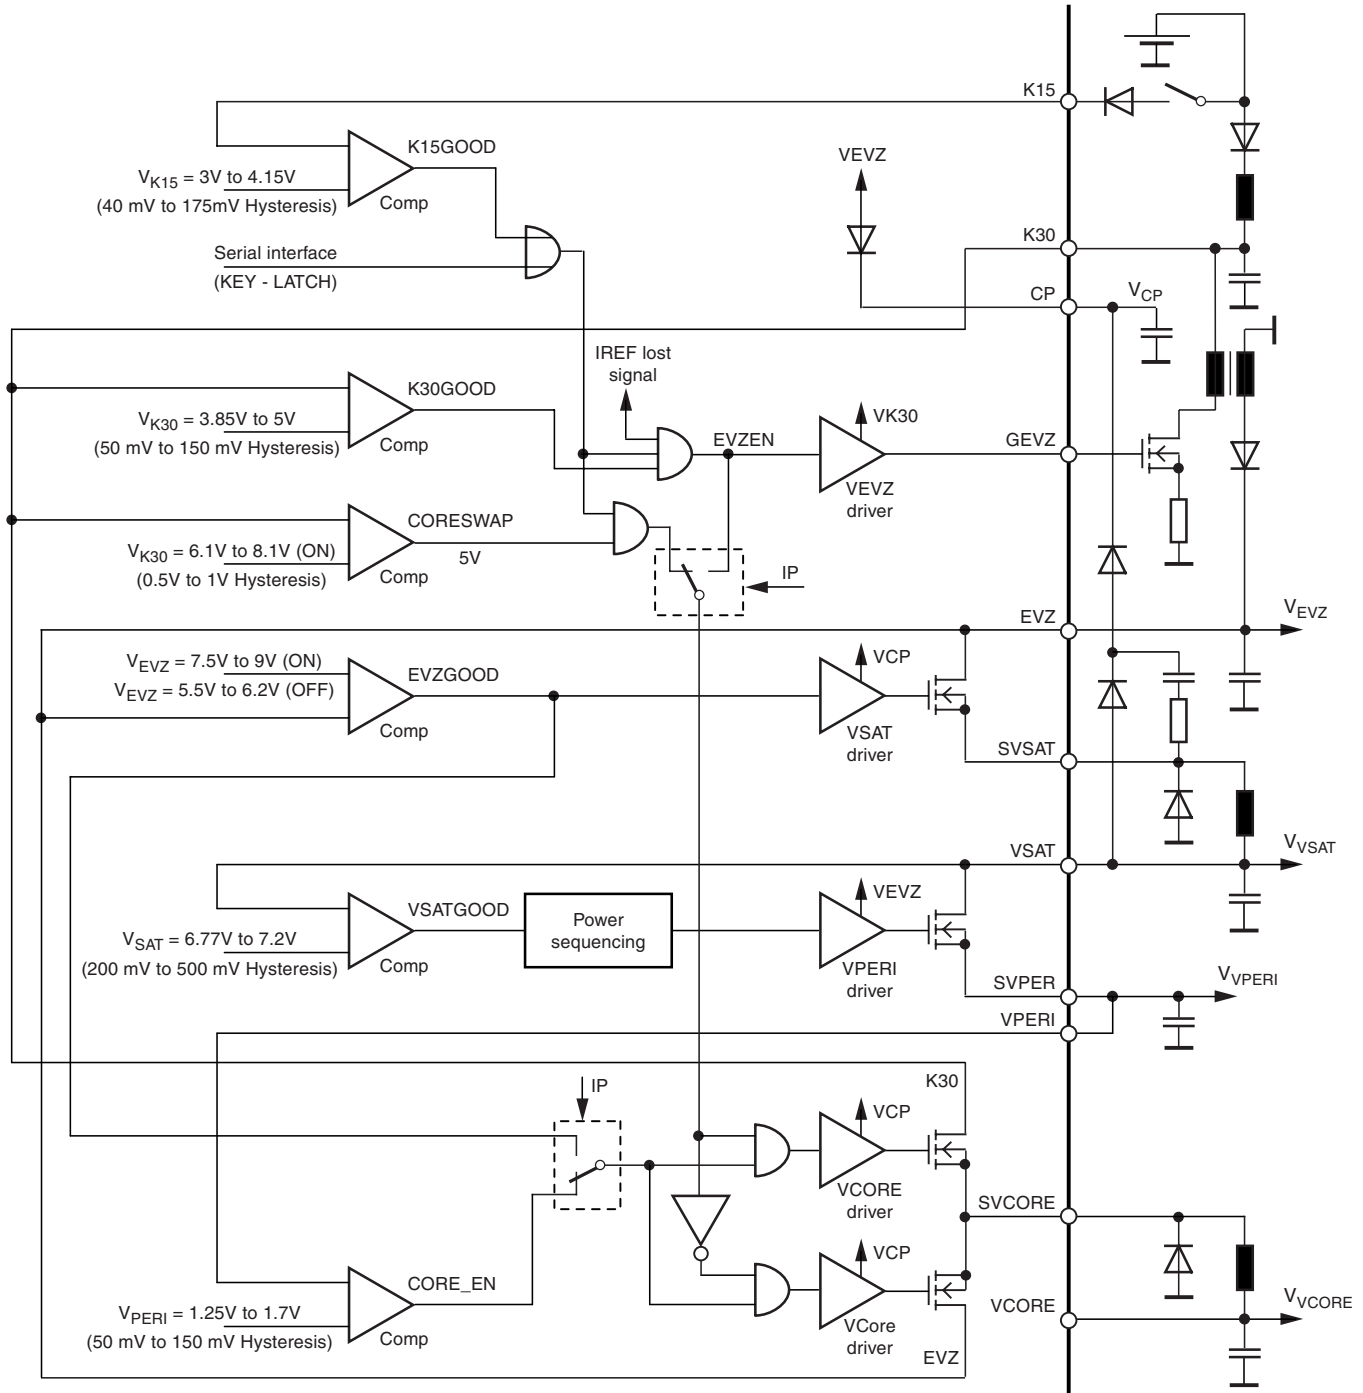 K15
K15GOOD
VK15 = 3V to 4.15V
(40 mV to 175mV Hysteresis)
Comp
VEVZ
Serial interface
(KEY - LATCH)
K30
CP
VCP
IREF lost
signal
K30GOOD
VK30 = 3.85V to 5V
(50 mV to 150 mV Hysteresis)
Comp
EVZEN
VK30
VEVZ
driver
GEVZ
CORESWAP
5V
VK30 = 6.1V to 8.1V (ON)
(0.5V to 1V Hysteresis)
Comp
IP
EVZ
VEVZ
VEVZ = 7.5V to 9V (ON)
VEVZ = 5.5V to 6.2V (OFF)
EVZGOOD
Comp
VCP
VSAT
driver
SVSAT
VSAT
VVSAT
VSATGOOD
VSAT = 6.77V to 7.2V
(200 mV to 500 mV Hysteresis)
Comp
Power
sequencing
VEVZ
VPERI
driver
SVPER
VVPERI
VPERI
K30
IP
VCP
VCORE
driver
SVCORE
VCP
CORE_EN
VPERI = 1.25V to 1.7V
(50 mV to 150 mV Hysteresis)
Comp
VCore
driver
VCORE
VVCORE
EVZ